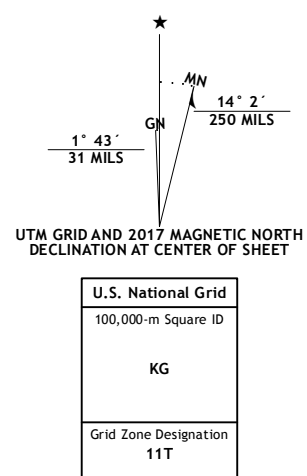 MN
14° 2´
250 MILS
GN
1° 43´
31 MILS
UTM GRID AND 2017 MAGNETIC NORTH
DECLINATION AT CENTER OF SHEET
U.S. National Grid
100,000-m Square ID
KG
Grid Zone Designation
11T